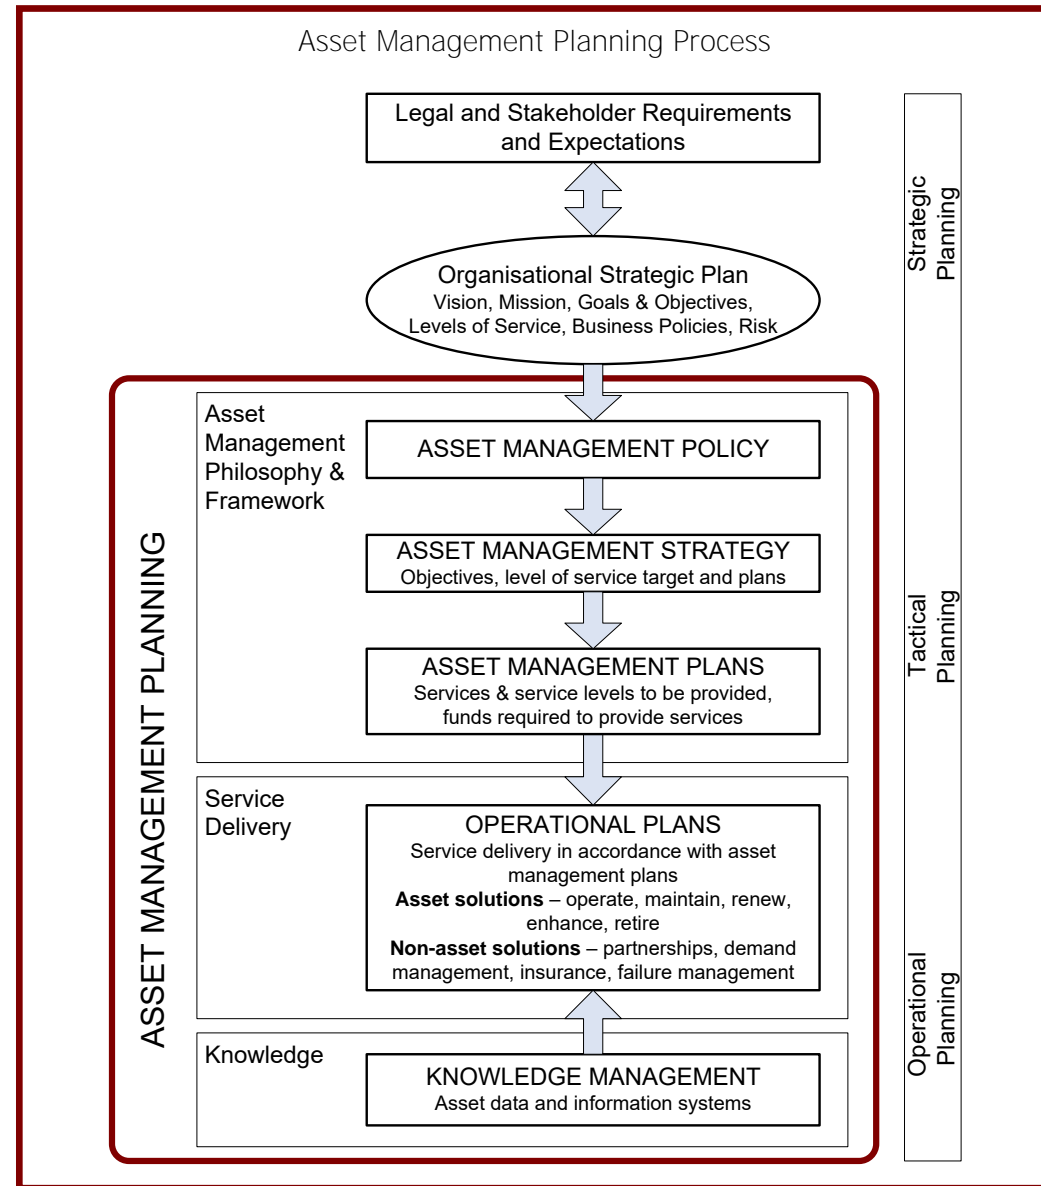 Asset Management Planning Process
Legal and Stakeholder Requirements
and Expectations
Organisational Strategic Plan
Vision, Mission, Goals & Objectives,
Levels of Service, Business Policies, Risk
Strategic
Planning
ASSET MANAGEMENT PLANNING
Asset
Management
Philosophy &
Framework
ASSET MANAGEMENT POLICY
ASSET MANAGEMENT STRATEGY
Objectives, level of service target and plans
ASSET MANAGEMENT PLANS
Services & service levels to be provided,
funds required to provide services
Tactical
Planning
Service
Delivery
OPERATIONAL PLANS
Service delivery in accordance with asset
management plans
Asset solutions – operate, maintain, renew,
enhance, retire
Non-asset solutions – partnerships, demand
management, insurance, failure management
Operational
Planning
Knowledge
KNOWLEDGE MANAGEMENT
Asset data and information systems